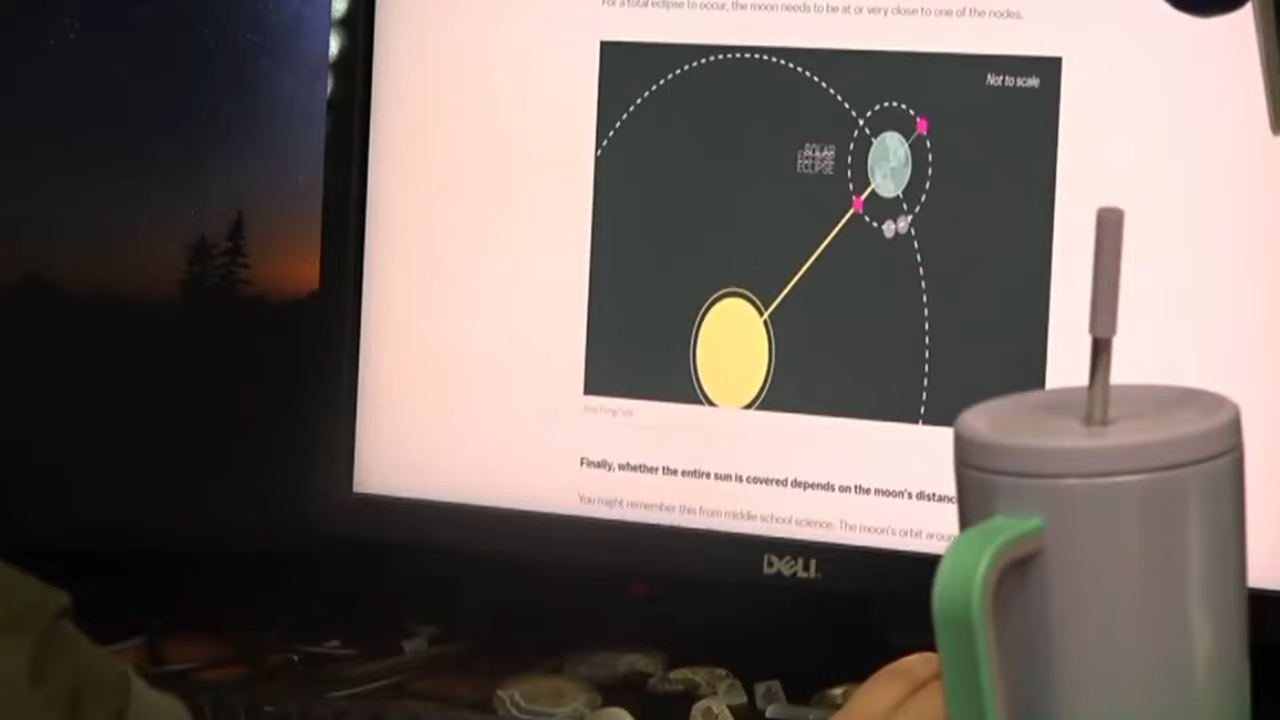 For a total eclipse to occur, the moon needs to be at or very close to one of the nodes.
Not to scale
SOLAR
ECLIPSE
Finally, whether the entire sun is covered depends on the moon's distanc
You might remember this from middle school science: The moon's orbit aroun
DELL